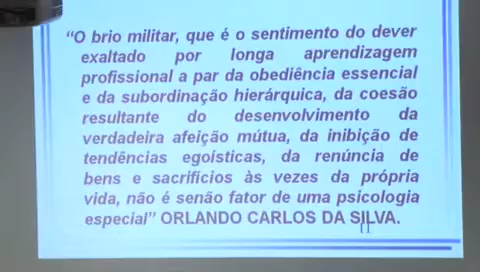 “O brio militar, que é o sentimento do dever
exaltado por longa aprendizagem
profissional a par da obediência essencial
e da subordinação hierárquica, da coesão
resultante do desenvolvimento da
verdadeira afeição mútua, da inibição de
tendências egoísticas, da renúncia de
bens e sacrifícios às vezes da própria
vida, não é senão fator de uma psicologia
especial” ORLANDO CARLOS DA SILVA.